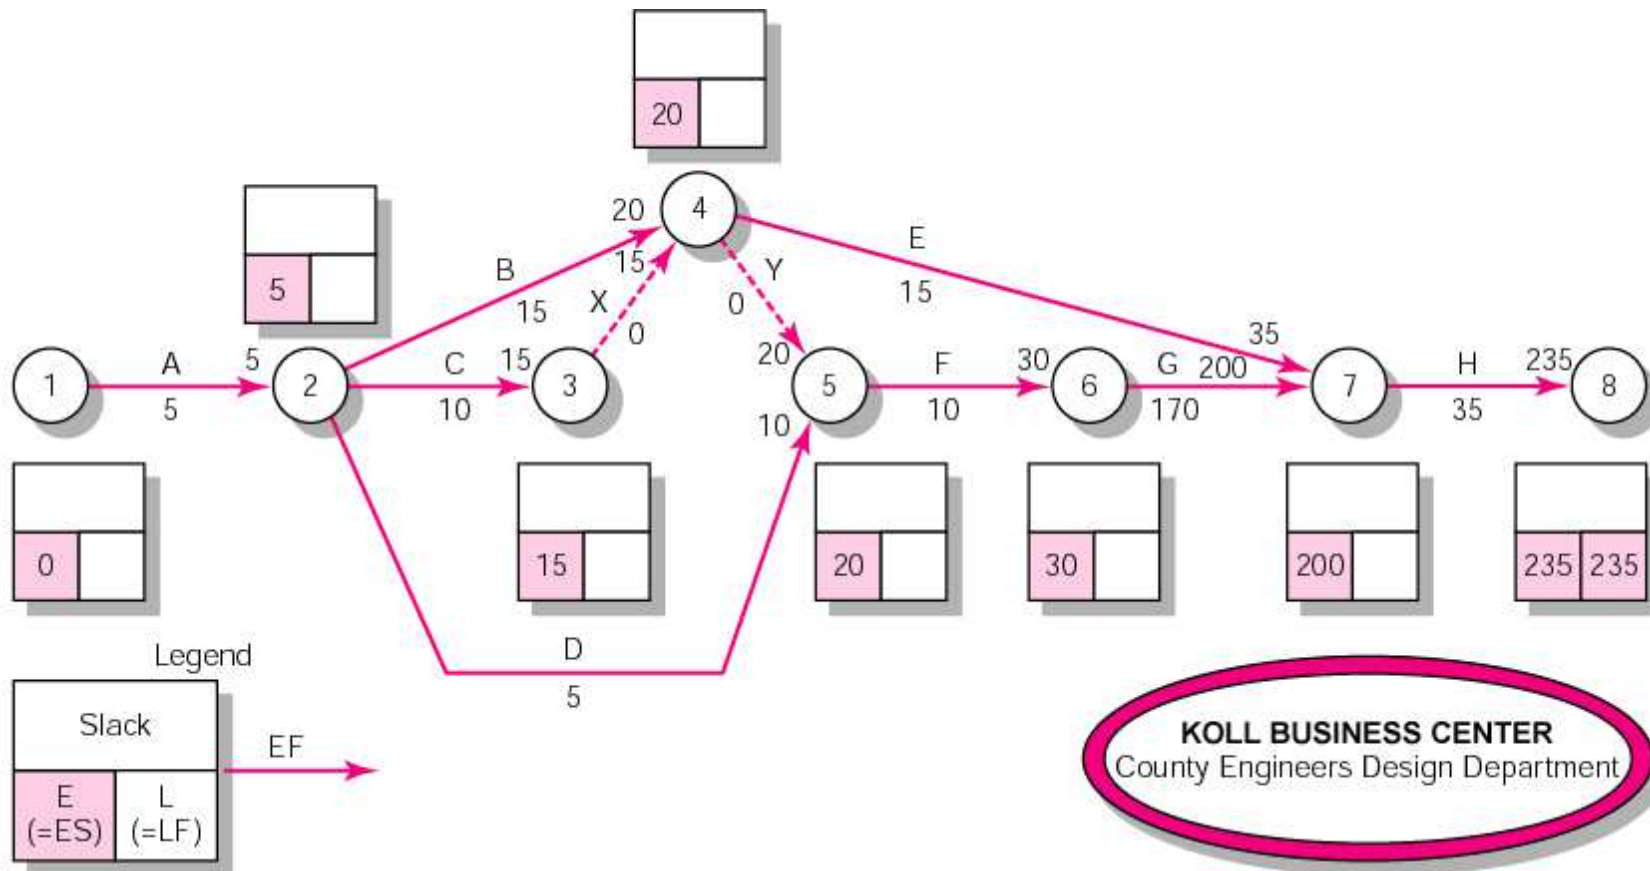 20
4
20
15
B
15
X
0
Y
0
E
15
5
1
A
5
5
2
C
10
15
3
20
10
5
F
10
30
6
G
170
200
35
7
H
35
235
8
D
5
0
15
20
30
200
235 235
Legend
Slack
E
(=ES)
L
(=LF)
EF
KOLL BUSINESS CENTER
County Engineers Design Department